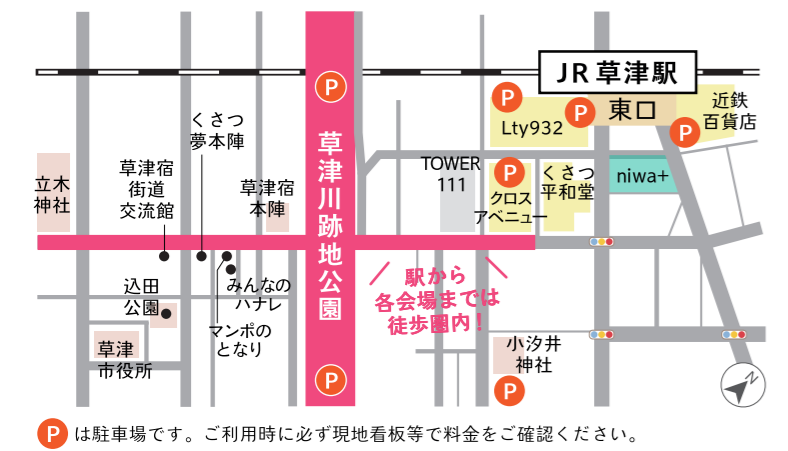 JR草津駅
東口
近鉄
百貨店
P
P
P
P
Lty932
くさつ
夢本陣
草津宿
街道
交流館
草津宿
本陣
立木
神社
草津川跡地公園
TOWER
111
P
クロス
アベニュー
くさつ
平和堂
niwa+
駅から
各会場までは
徒歩圏内!
込田
公園
みんなの
ハナレ
マンポの
となり
草津
市役所
小汐井
神社
P
P
N
Pは駐車場です。ご利用時に必ず現地看板等で料金をご確認ください。